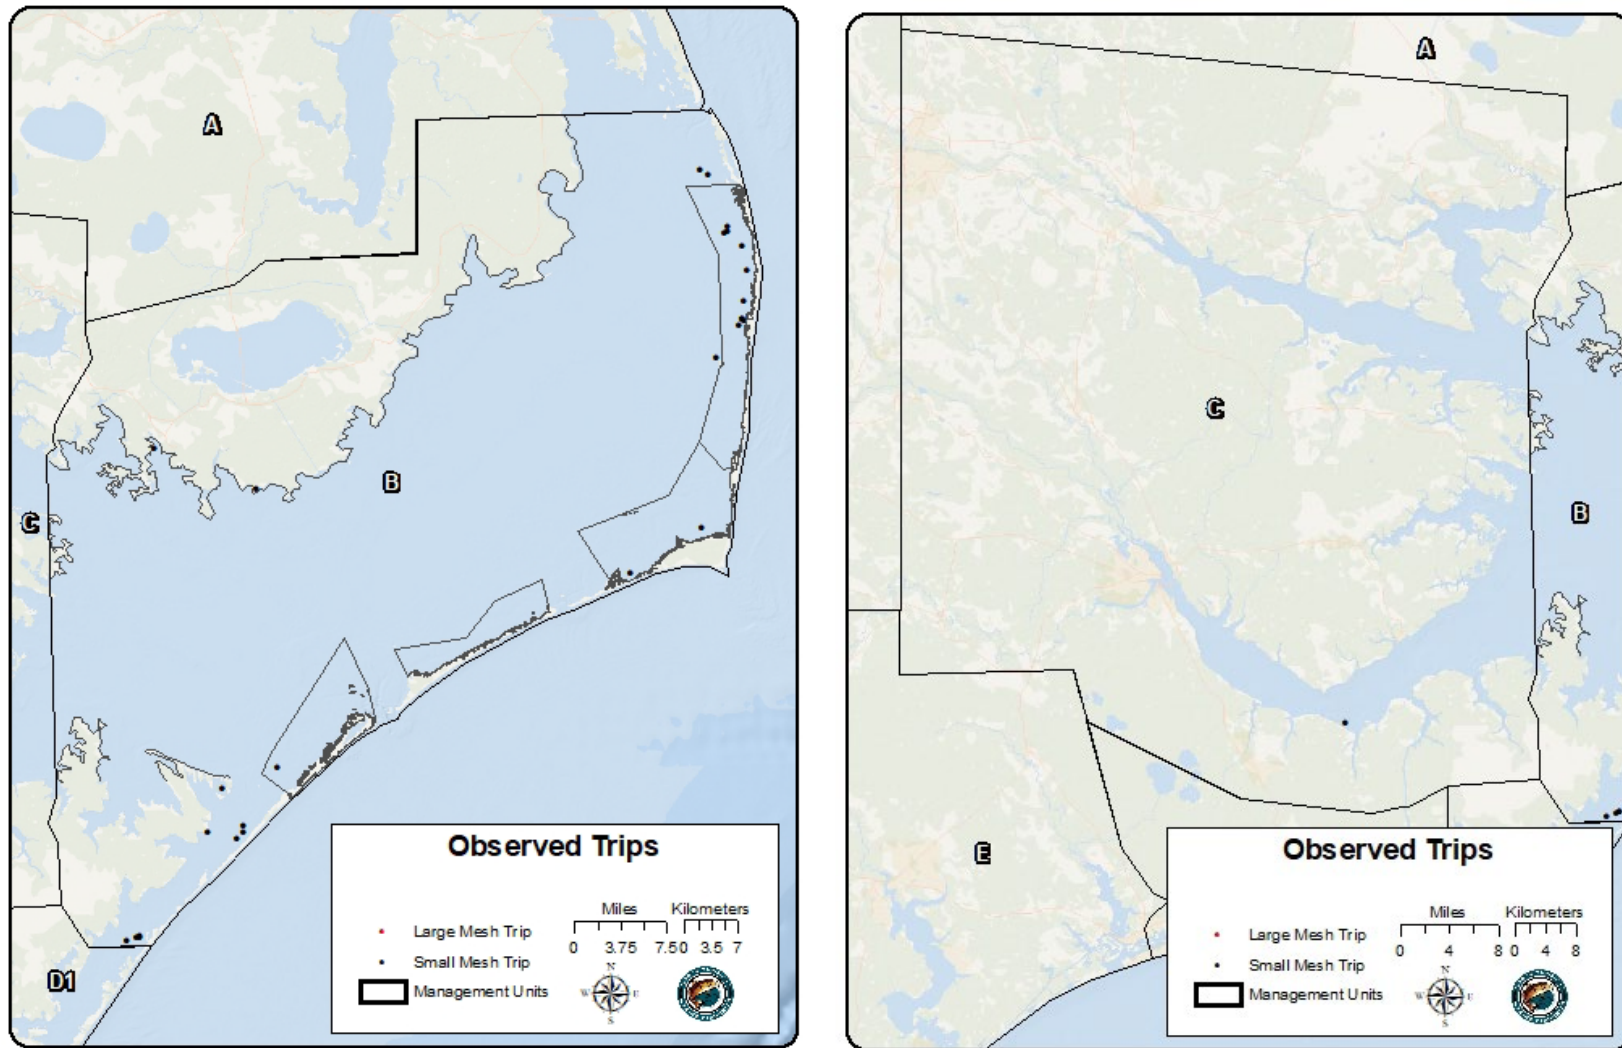 A
B
C
D1
Observed Trips
Miles Kilometers
Large Mesh Trip
0 3.75 7.5 0 3.5 7
Small Mesh Trip
N
W E
S
Management Units
A
C
B
E
Observed Trips
Miles Kilometers
Large Mesh Trip
0 4 8 0 4 8
Small Mesh Trip
N
W E
S
Management Units